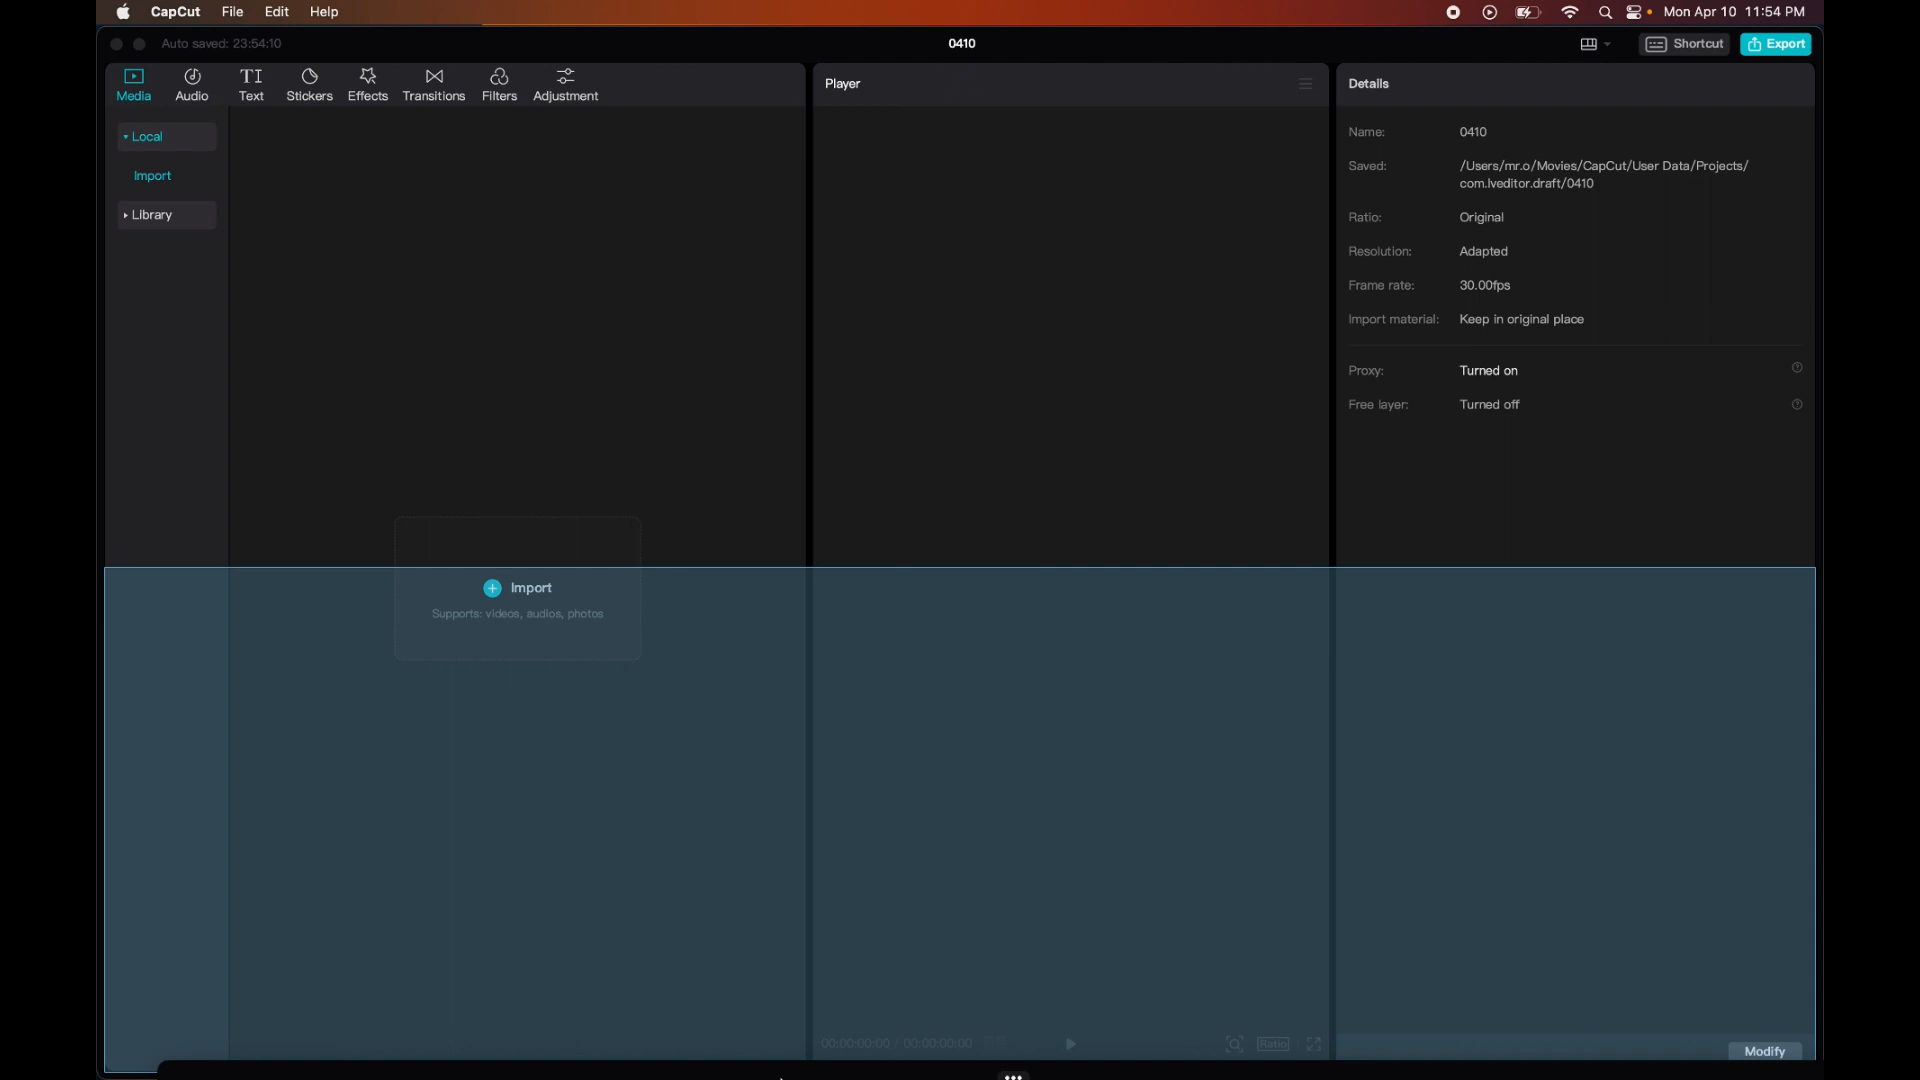 CapCut File Edit Help Mon Apr 10 11:54 PM
Auto saved: 23:54:10 0410 Shortcut Export
Media Audio Text Stickers Effects Transitions Filters Adjustment
Player
Details
Local
Import
Library
Import
Supports: videos, audios, photos
00:00:00:00 / 00:00:00:00 Ratio
Name: 0410
Saved: /Users/mr.o/Movies/CapCut/User Data/Projects/
com.lveditor.draft/0410
Ratio: Original
Resolution: Adapted
Frame rate: 30.00fps
Import material: Keep in original place
Proxy: Turned on
Free layer: Turned off
Modify